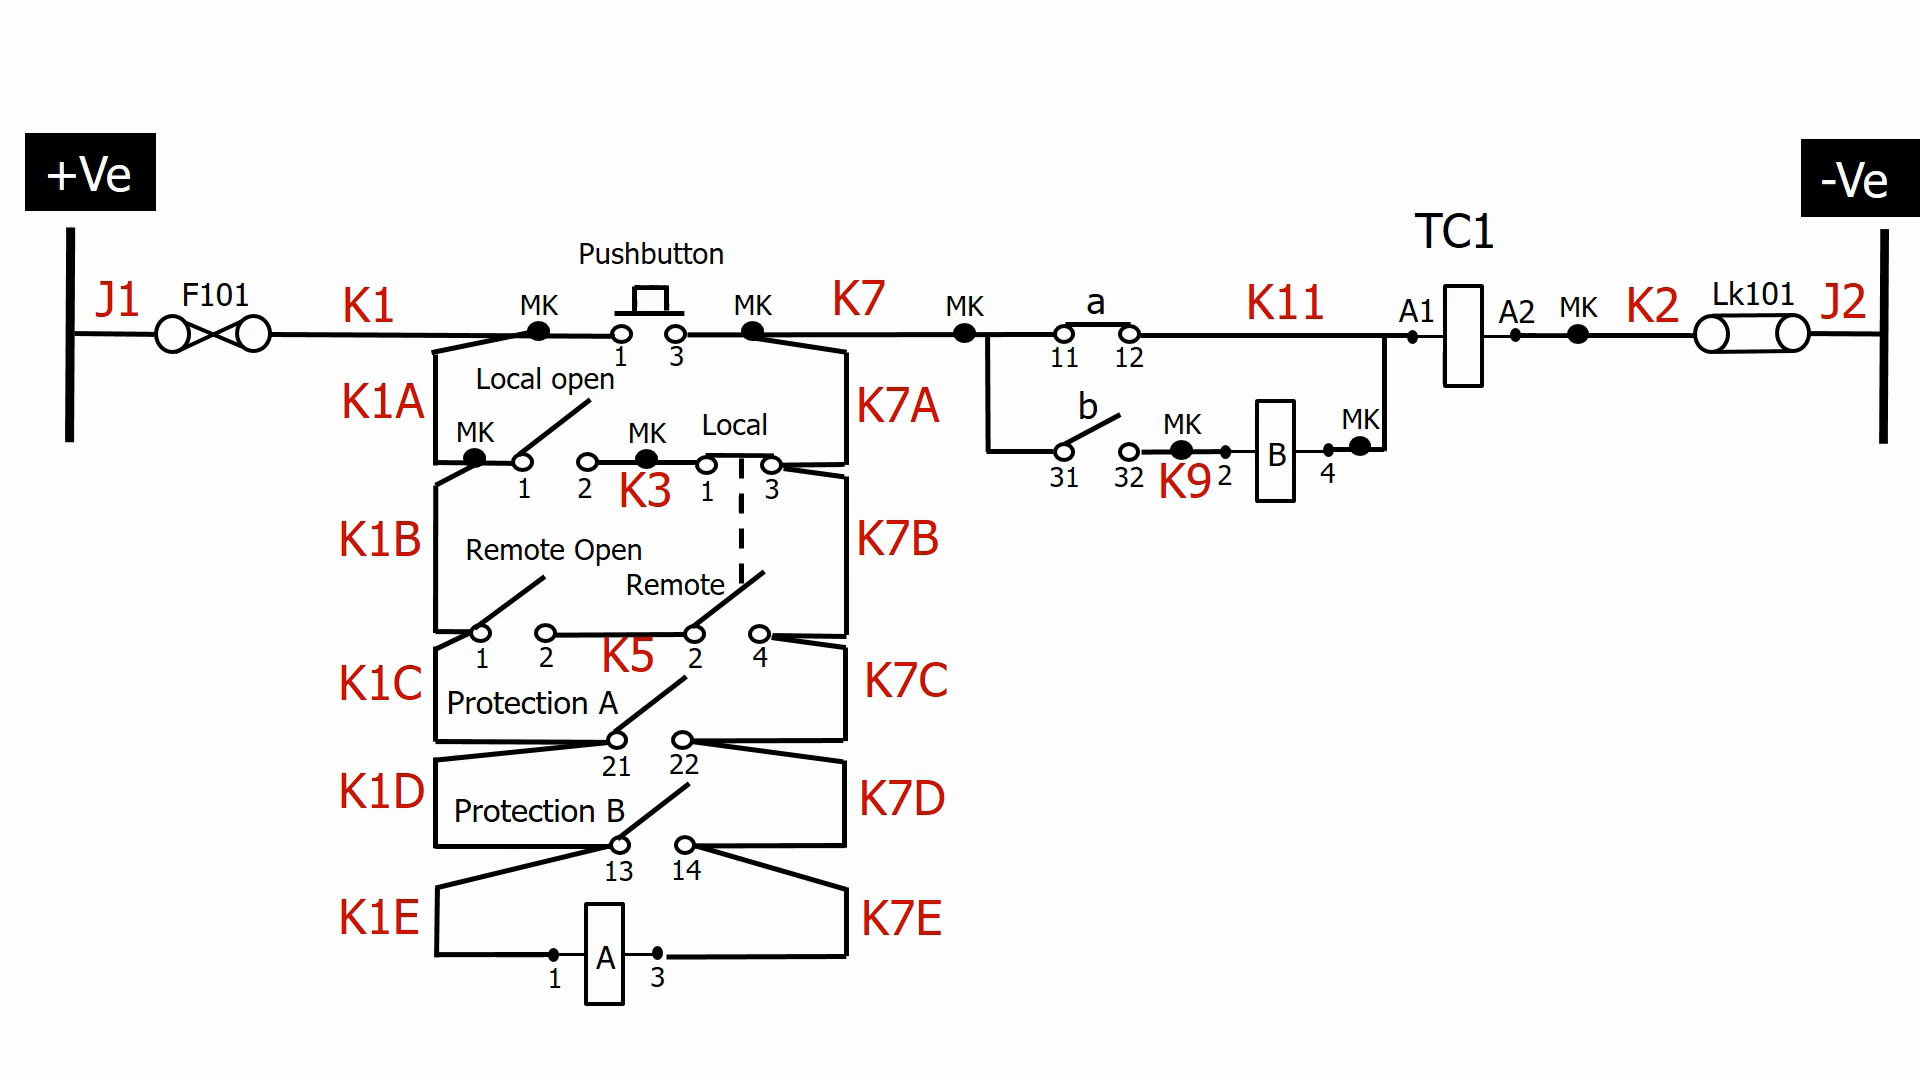 +Ve
-Ve
TC1
Pushbutton
J1
F101
K1
MK
MK
K7
MK
a
K11
A1
A2
MK
K2
Lk101
J2
1
3
11
12
Local open
K1A
K7A
b
MK
MK
MK
MK
Local
B
31
32
K9
2
4
1
2
K3
1
3
K1B
K7B
Remote Open
Remote
1
2
K5
2
4
K1C
K7C
Protection A
21
22
K1D
K7D
Protection B
13
14
K1E
K7E
A
1
3